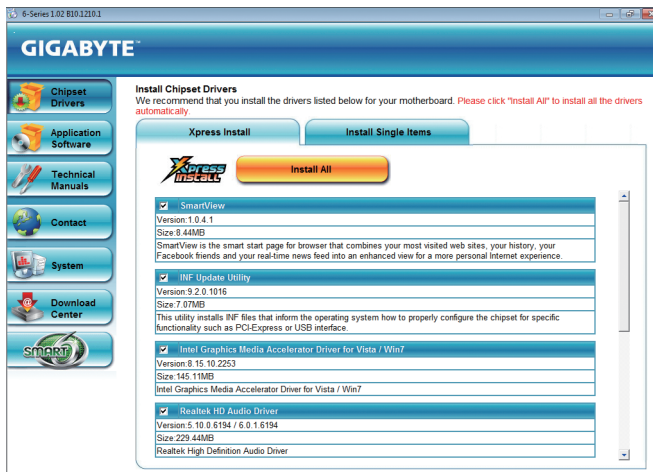 6-Series 1.02 B10.1210.1
GIGABYTE™
Chipset
Drivers
Application
Software
Technical
Manuals
Contact
System
Download
Center
SMART
Install Chipset Drivers
We recommend that you install the drivers listed below for your motherboard. Please click "Install All" to install all the drivers
automatically.
Xpress Install
Install Single Items
Xpress
Install
Install All
SmartView
Version:1.0.4.1
Size:8.44MB
SmartView is the smart start page for browser that combines your most visited web sites, your history, your
Facebook friends and your real-time news feed into an enhanced view for a more personal Internet experience.
INF Update Utility
Version:9.2.0.1016
Size:7.07MB
This utility installs INF files that inform the operating system how to properly configure the chipset for specific
functionality such as PCI-Express or USB interface.
Intel Graphics Media Accelerator Driver for Vista / Win7
Version:8.15.10.2253
Size:145.11MB
Intel Graphics Media Accelerator Driver for Vista / Win7
Realtek HD Audio Driver
Version:5.10.0.6194 / 6.0.1.6194
Size:229.44MB
Realtek High Definition Audio Driver